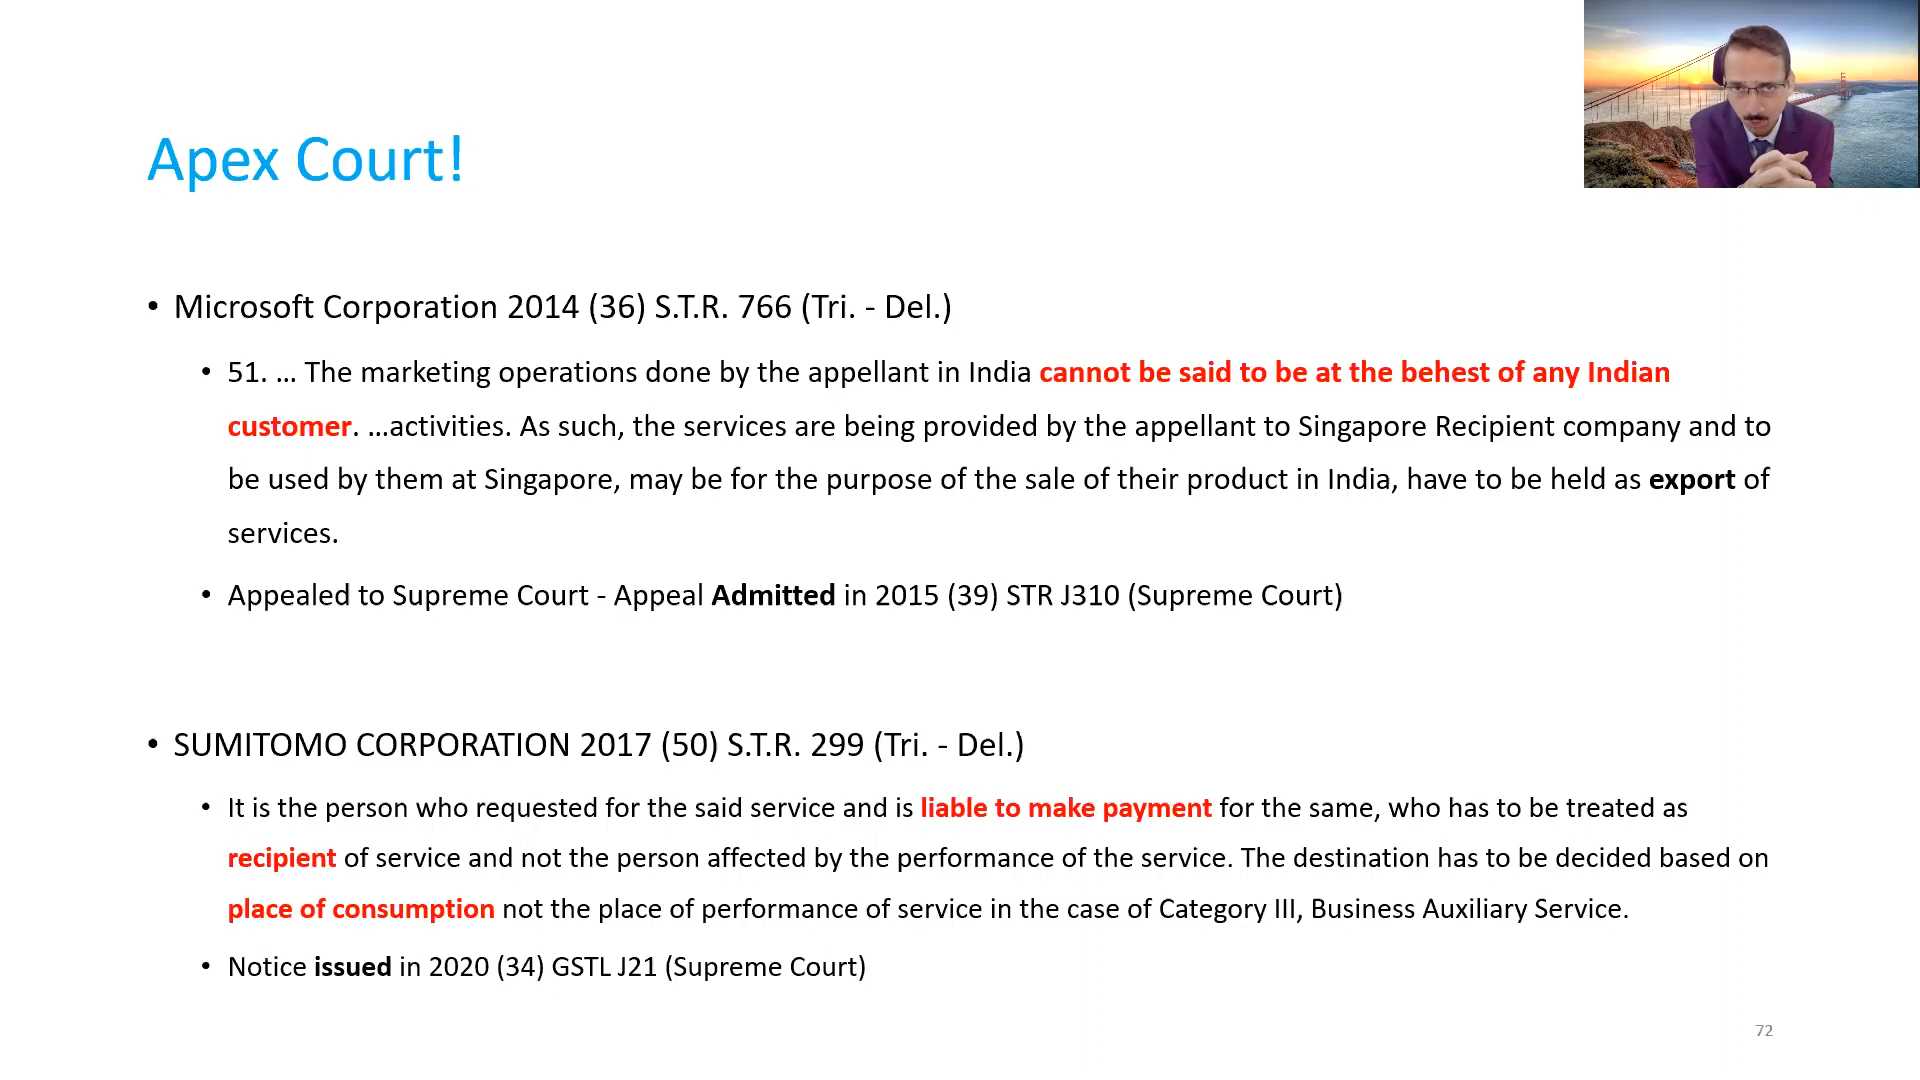 Apex Court!
• Microsoft Corporation 2014 (36) S.T.R. 766 (Tri. - Del.)
• 51. … The marketing operations done by the appellant in India cannot be said to be at the behest of any Indian
customer. …activities. As such, the services are being provided by the appellant to Singapore Recipient company and to
be used by them at Singapore, may be for the purpose of the sale of their product in India, have to be held as export of
services.
• Appealed to Supreme Court - Appeal Admitted in 2015 (39) STR J310 (Supreme Court)
• SUMITOMO CORPORATION 2017 (50) S.T.R. 299 (Tri. - Del.)
• It is the person who requested for the said service and is liable to make payment for the same, who has to be treated as
recipient of service and not the person affected by the performance of the service. The destination has to be decided based on
place of consumption not the place of performance of service in the case of Category III, Business Auxiliary Service.
• Notice issued in 2020 (34) GSTL J21 (Supreme Court)
72